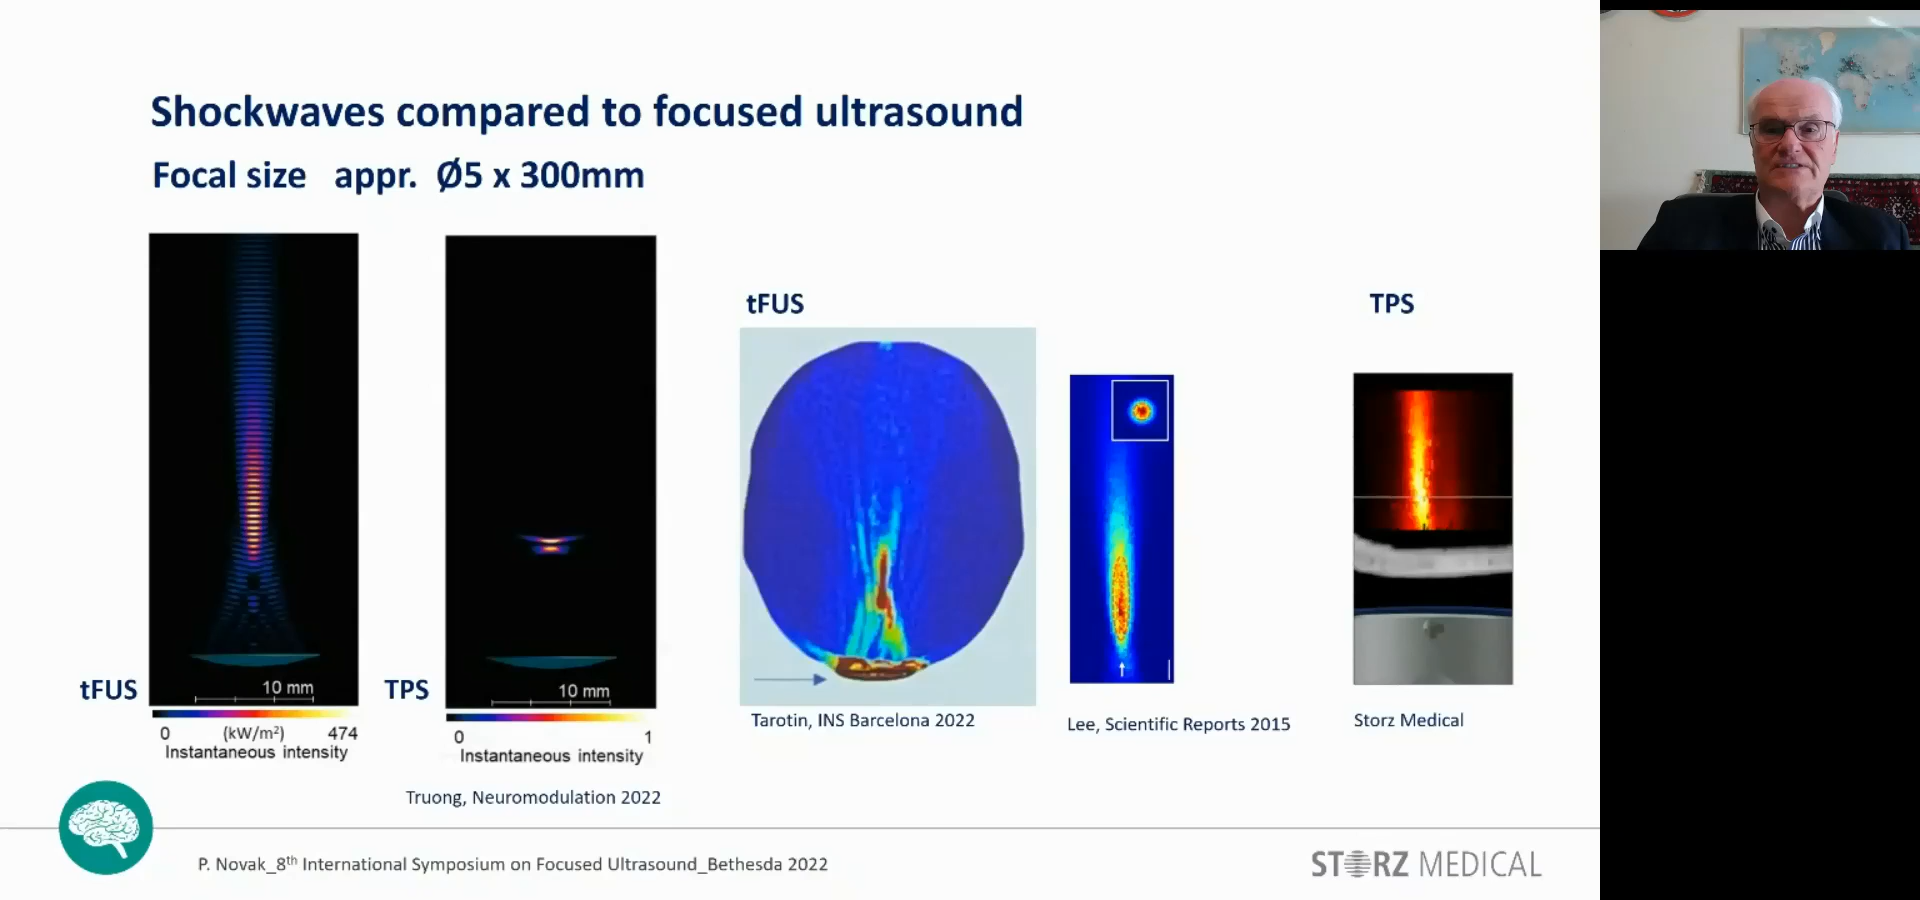 Shockwaves compared to focused ultrasound
Focal size appr. Ø5 x 300mm
tFUS
10 mm
0 (kW/m²) 474
Instantaneous intensity
TPS
10 mm
0 1
Instantaneous intensity
Truong, Neuromodulation 2022
tFUS
Tarotin, INS Barcelona 2022
Lee, Scientific Reports 2015
TPS
Storz Medical
P. Novak_8th International Symposium on Focused Ultrasound_Bethesda 2022
STORZ MEDICAL